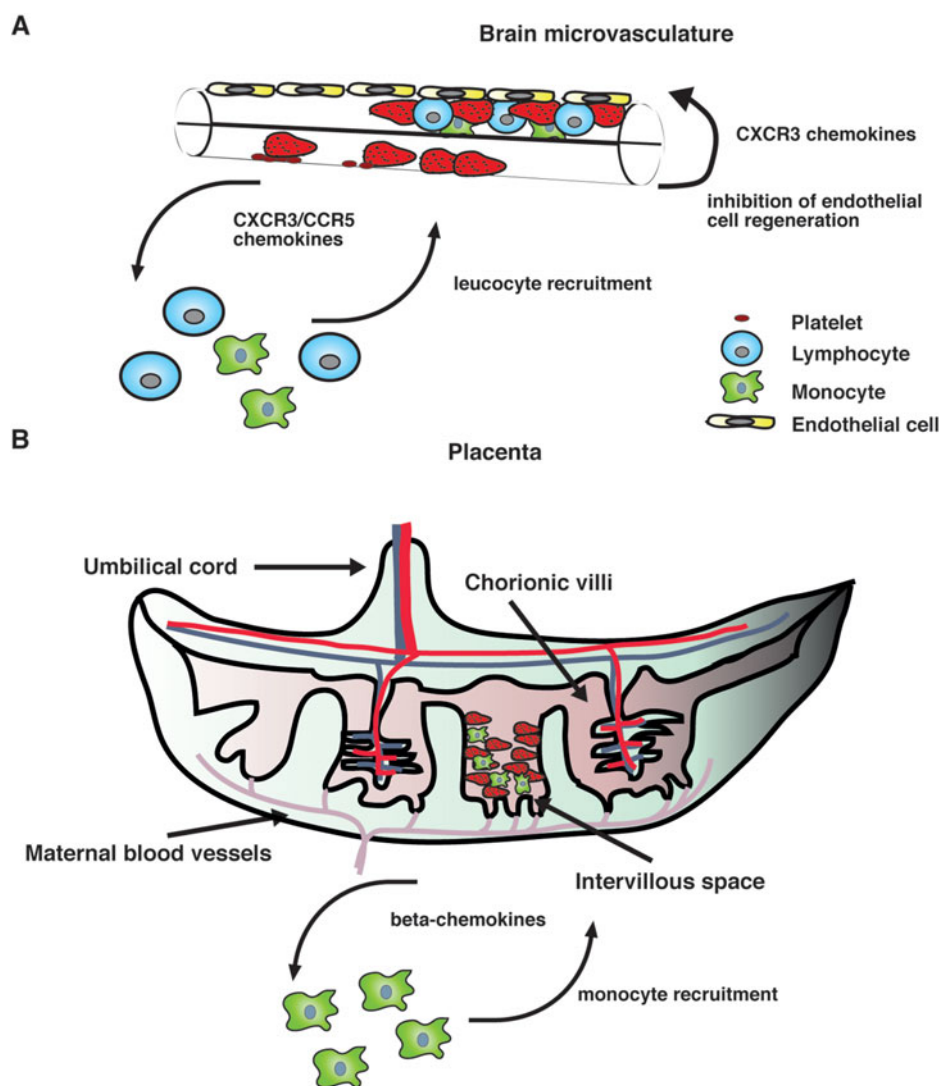 A
Brain microvasculature
CXCR3 chemokines
inhibition of endothelial
cell regeneration
CXCR3/CCR5
chemokines
leucocyte recruitment
Platelet
Lymphocyte
Monocyte
Endothelial cell
B
Placenta
Umbilical cord
Chorionic villi
Maternal blood vessels
Intervillous space
beta-chemokines
monocyte recruitment